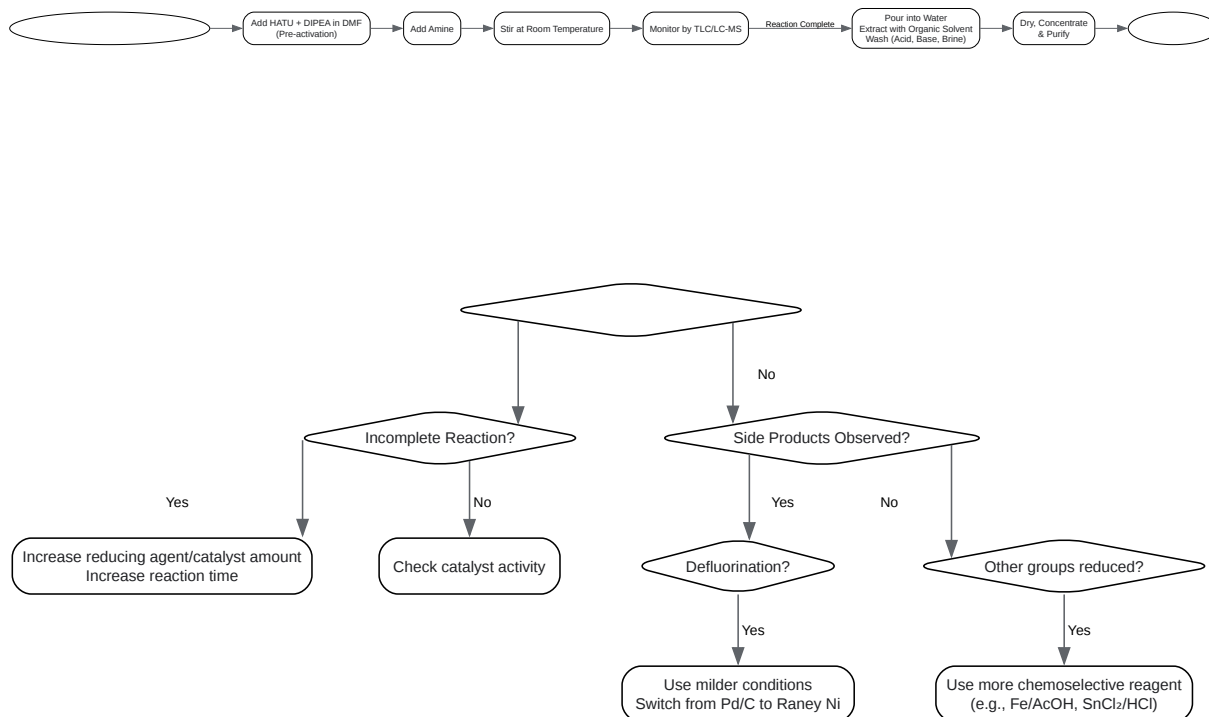 Add HATU + DIPEA in DMF
(Pre-activation)
Add Amine
Stir at Room Temperature
Monitor by TLC/LC-MS
Reaction Complete
Pour into Water
Extract with Organic Solvent
Wash (Acid, Base, Brine)
Dry, Concentrate
& Purify
No
Incomplete Reaction?
Side Products Observed?
Yes
No
Yes
No
Increase reducing agent/catalyst amount
Increase reaction time
Check catalyst activity
Defluorination?
Other groups reduced?
Yes
Yes
Use milder conditions
Switch from Pd/C to Raney Ni
Use more chemoselective reagent
(e.g., Fe/AcOH, SnCl₂/HCl)